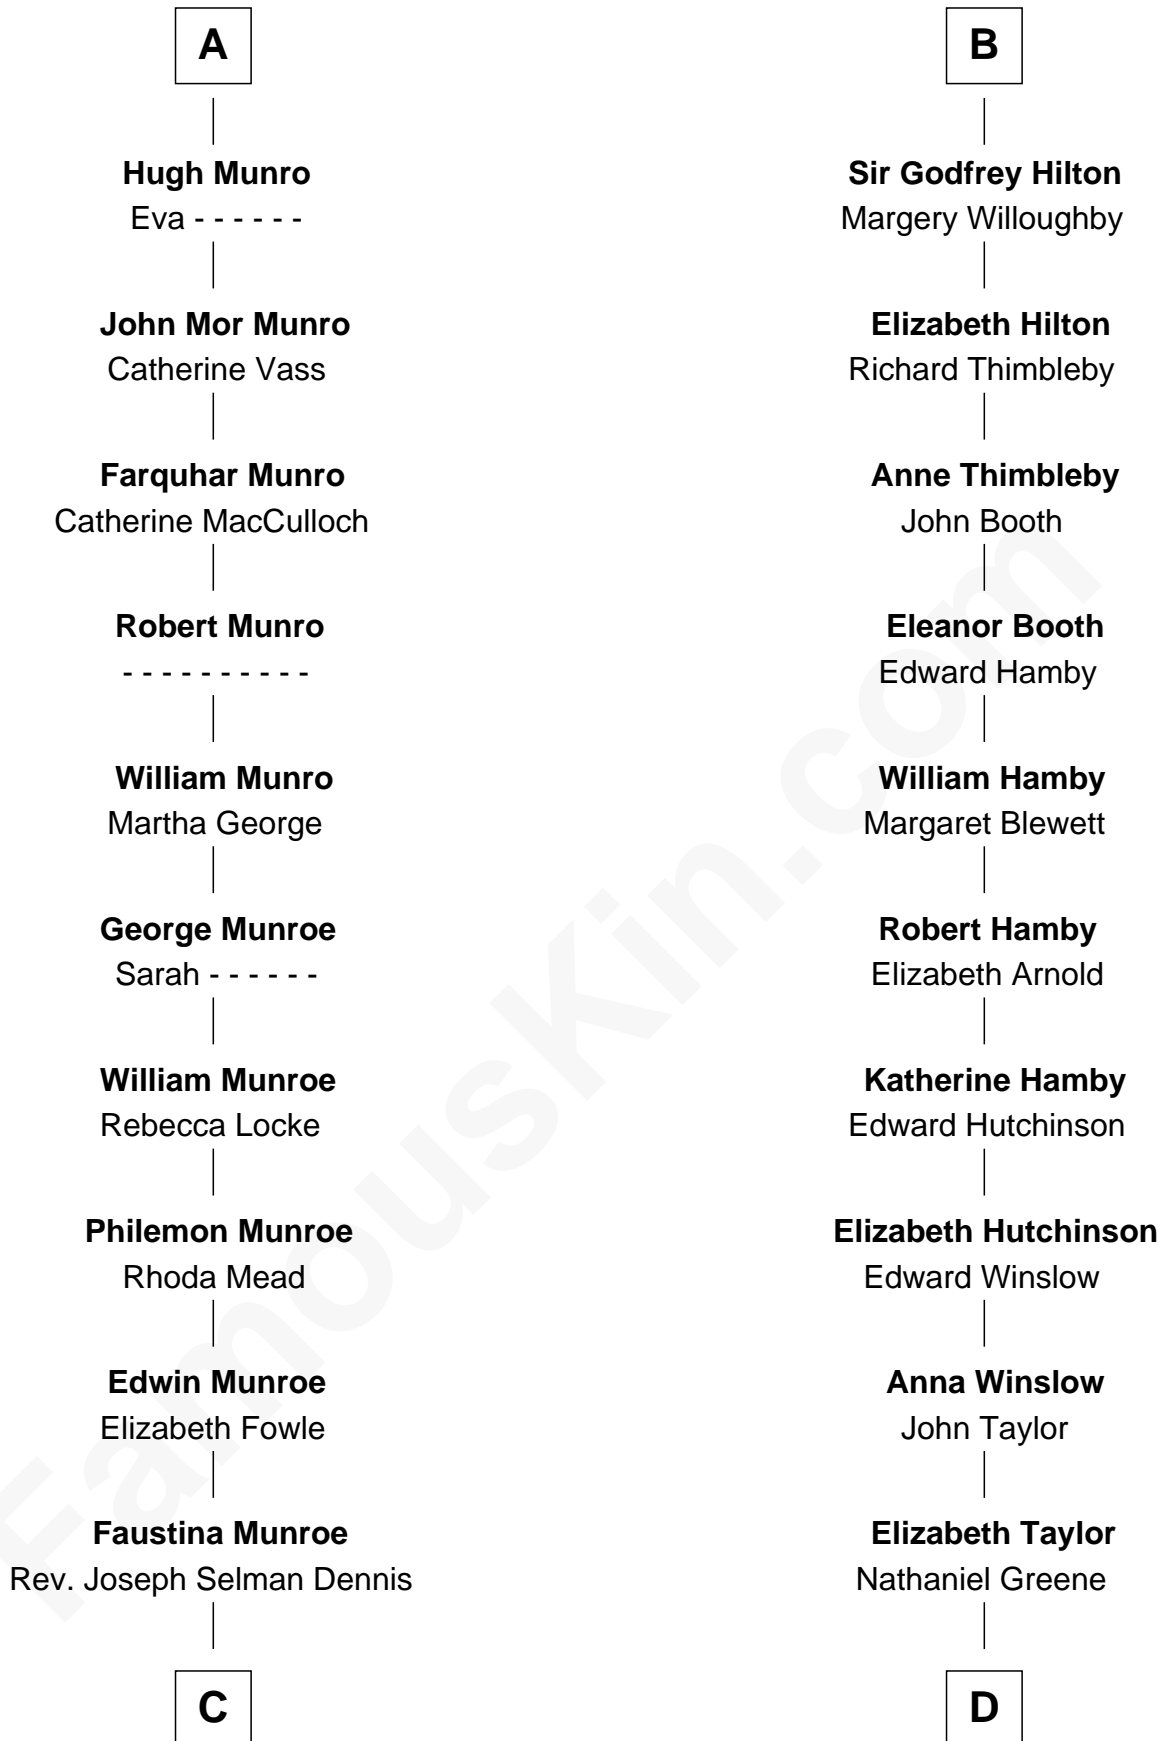 A
Hugh Munro
Eva - - - - - -
John Mor Munro
Catherine Vass
Farquhar Munro
Catherine MacCulloch
Robert Munro
- - - - - - - - - -
William Munro
Martha George
George Munroe
Sarah - - - - - -
William Munroe
Rebecca Locke
Philemon Munroe
Rhoda Mead
Edwin Munroe
Elizabeth Fowle
Faustina Munroe
Rev. Joseph Selman Dennis
C
B
Sir Godfrey Hilton
Margery Willoughby
Elizabeth Hilton
Richard Thimbleby
Anne Thimbleby
John Booth
Eleanor Booth
Edward Hamby
William Hamby
Margaret Blewett
Robert Hamby
Elizabeth Arnold
Katherine Hamby
Edward Hutchinson
Elizabeth Hutchinson
Edward Winslow
Anna Winslow
John Taylor
Elizabeth Taylor
Nathaniel Greene
D
FamousKin.com